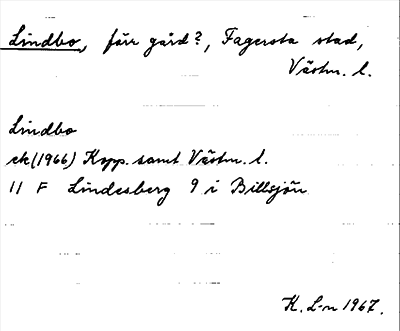 Lindbo, förr gård?, Fagersta stad,
Västm. l.
Lindbo
ek (1966) Kopp. samt Västm. l.
11 F Lindesberg 9 i Billsjön
K. L-n 1967.